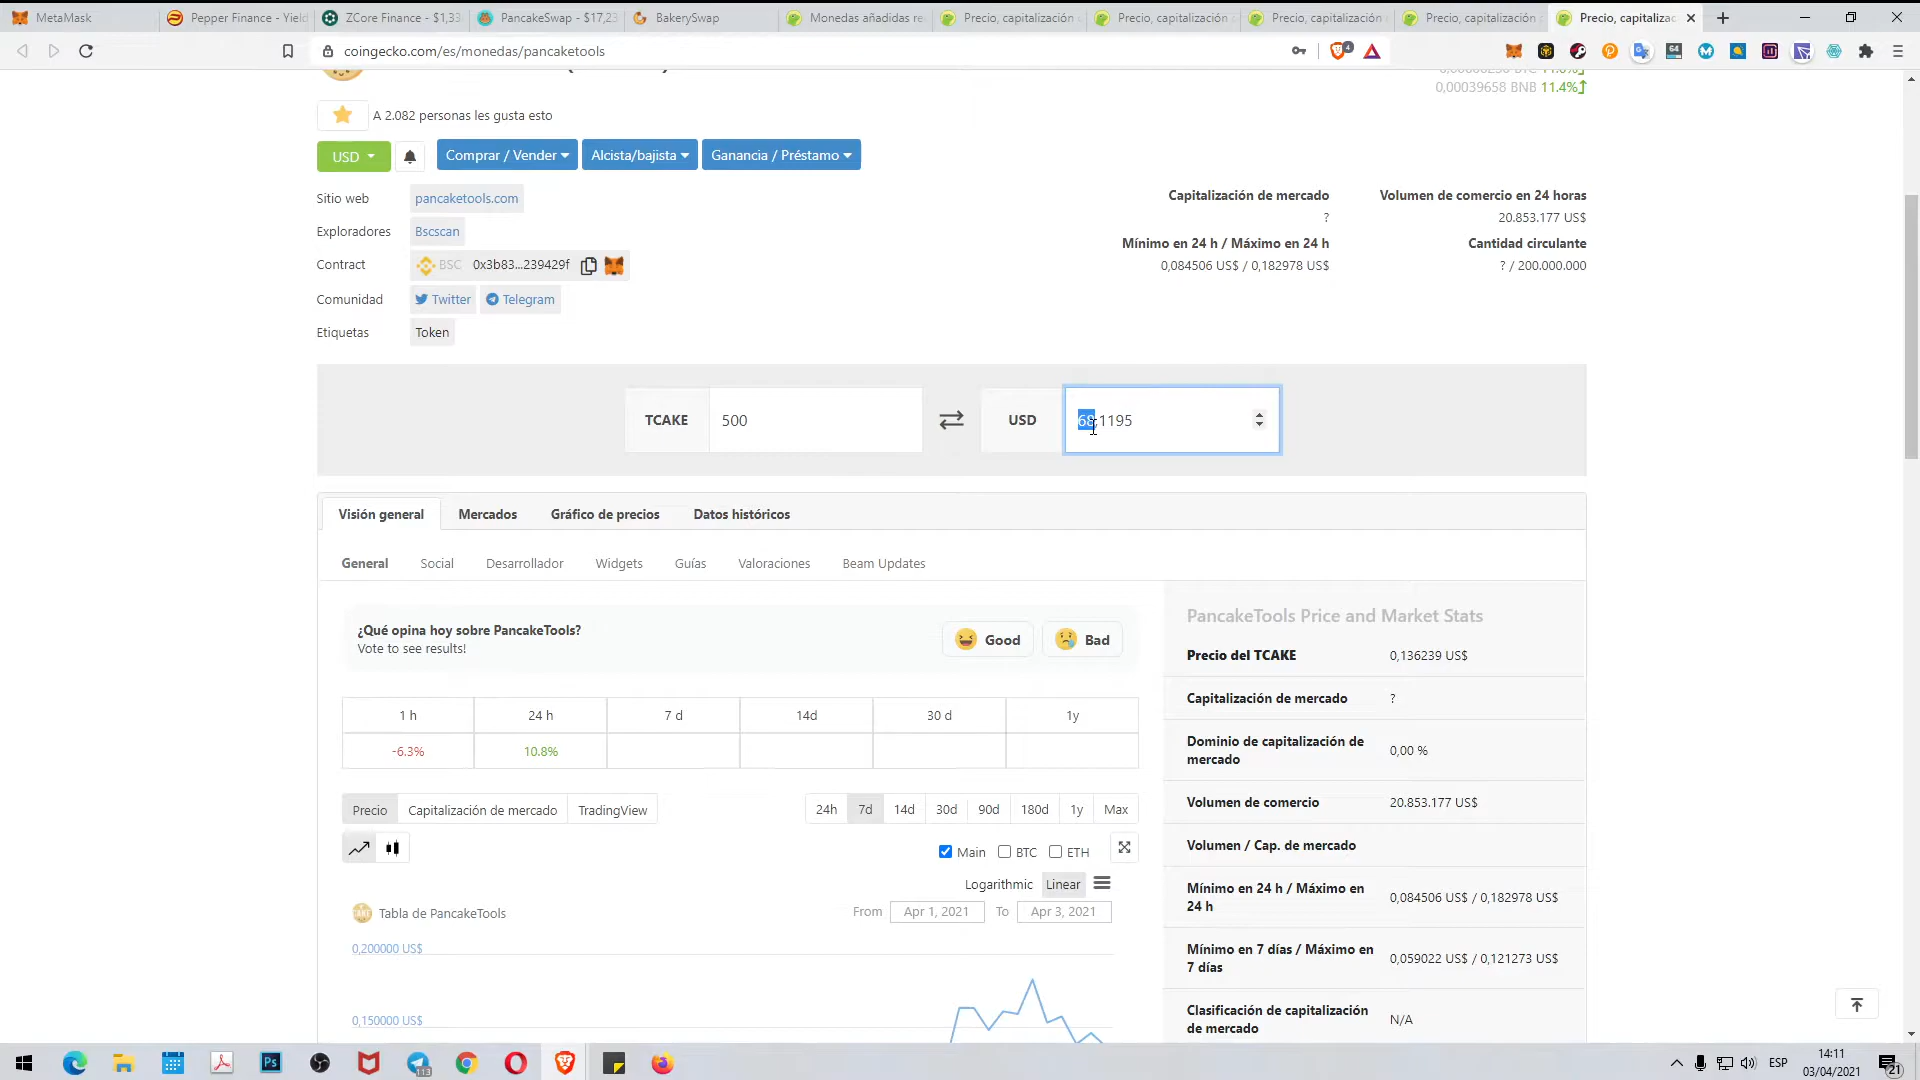 MetaMask
Pepper Finance - Yield
ZCore Finance - $1,33
PancakeSwap - $17,23
BakerySwap
Monedas añadidas re
Precio, capitalización
Precio, capitalización
Precio, capitalización
Precio, capitalización
Precio, capitaliza
coingecko.com/es/monedas/pancaketools
4
64
11.0%
0,00039658 BNB 11.4%
A 2.082 personas les gusta esto
USD
Comprar / Vender
Alcista/bajista
Ganancia / Préstamo
Sitio web
pancaketools.com
Exploradores
Bscscan
Contract
BSC
0x3b83...239429f
Comunidad
Twitter
Telegram
Etiquetas
Token
Capitalización de mercado
?
Volumen de comercio en 24 horas
20.853.177 US$
Mínimo en 24 h / Máximo en 24 h
0,084506 US$ / 0,182978 US$
Cantidad circulante
? / 200.000.000
TCAKE
500
USD
68,1195
Visión general
Mercados
Gráfico de precios
Datos históricos
General
Social
Desarrollador
Widgets
Guías
Valoraciones
Beam Updates
¿Qué opina hoy sobre PancakeTools?
Vote to see results!
Good
Bad
1 h
24 h
7 d
14d
30 d
1y
-6.3%
10.8%
Precio
Capitalización de mercado
TradingView
24h
7d
14d
30d
90d
180d
1y
Max
Main
BTC
ETH
Logarithmic
Linear
Tabla de PancakeTools
From
Apr 1, 2021
To
Apr 3, 2021
0,200000 US$
0,150000 US$
PancakeTools Price and Market Stats
Precio del TCAKE
0,136239 US$
Capitalización de mercado
?
Dominio de capitalización de
mercado
0,00 %
Volumen de comercio
20.853.177 US$
Volumen / Cap. de mercado
Mínimo en 24 h / Máximo en
24 h
0,084506 US$ / 0,182978 US$
Mínimo en 7 días / Máximo en
7 días
0,059022 US$ / 0,121273 US$
Clasificación de capitalización
de mercado
N/A
Ps
113
ESP
14:11
03/04/2021
21